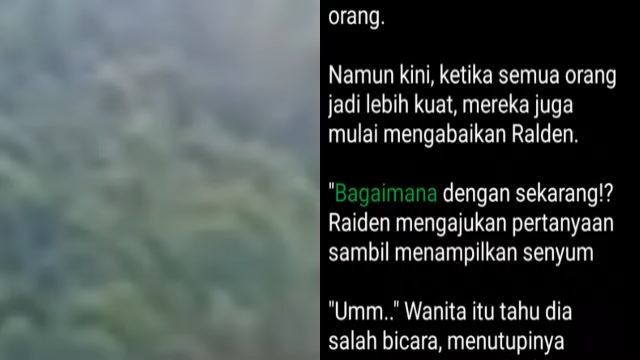 orang.
Namun kini, ketika semua orang
jadi lebih kuat, mereka juga
mulai mengabaikan Ralden.
"Bagaimana dengan sekarang!?
Raiden mengajukan pertanyaan
sambil menampilkan senyum
"Umm.." Wanita itu tahu dia
salah bicara, menutupinya